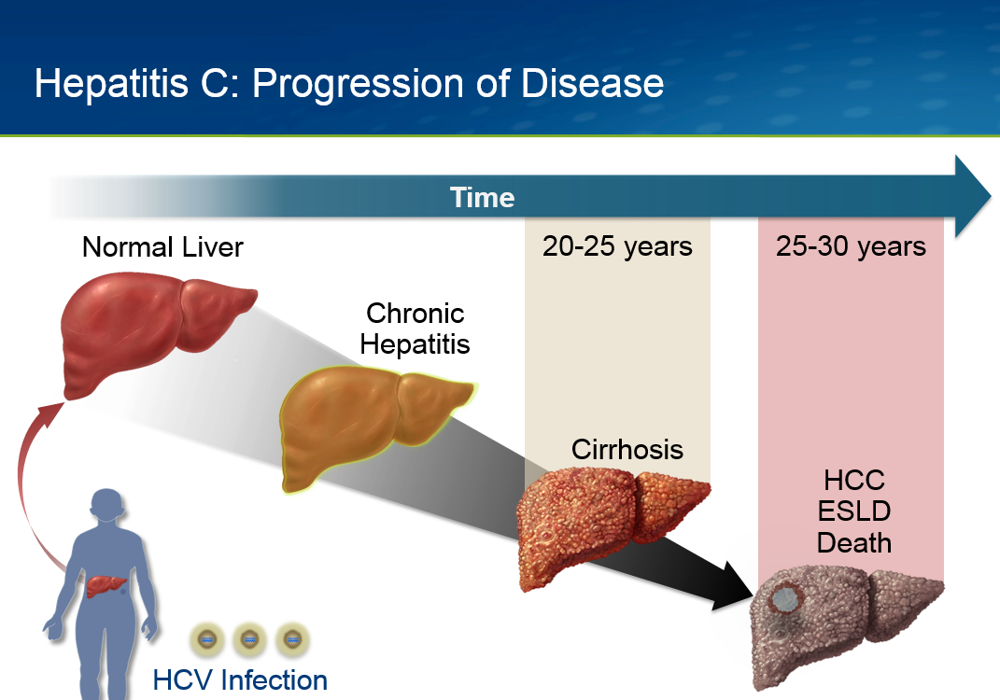 Hepatitis C: Progression of Disease
Time
Normal Liver
20-25 years
25-30 years
Chronic
Hepatitis
Cirrhosis
HCC
ESLD
Death
HCV Infection